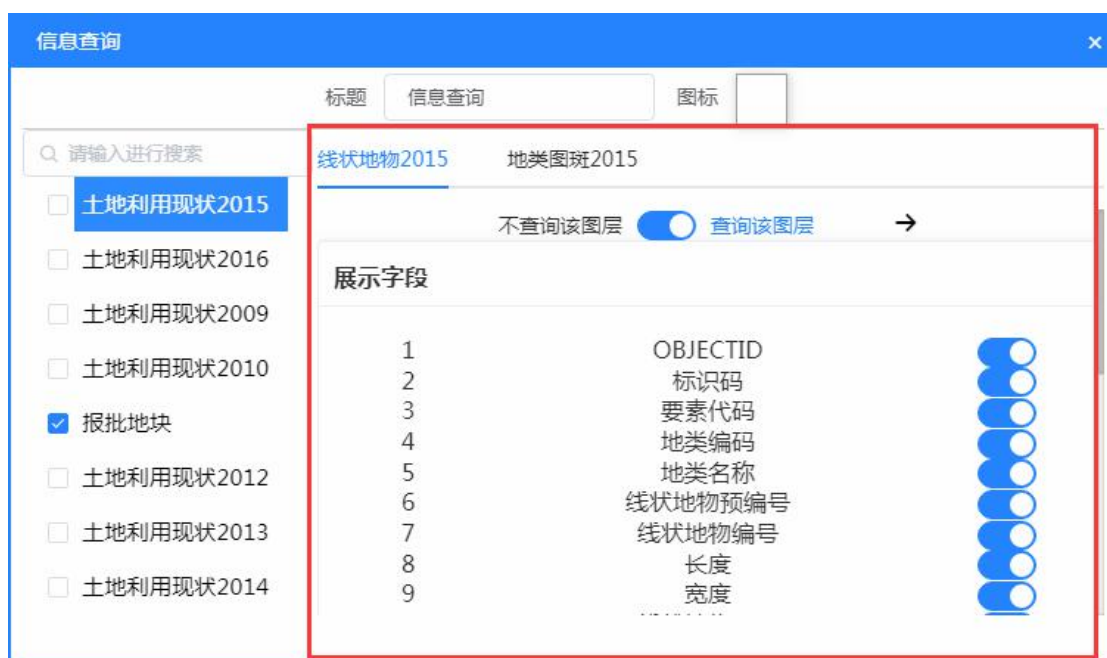 信息查询
×
标题 信息查询 图标
请输入进行搜索
线状地物2015 地类图斑2015
土地利用现状2015
不查询该图层 查询该图层 →
土地利用现状2016
展示字段
土地利用现状2009
1 OBJECTID
土地利用现状2010
2 标识码
3 要素代码
报批地块
4 地类编码
5 地类名称
土地利用现状2012
6 线状地物预编号
7 线状地物编号
土地利用现状2013
8 长度
土地利用现状2014
9 宽度